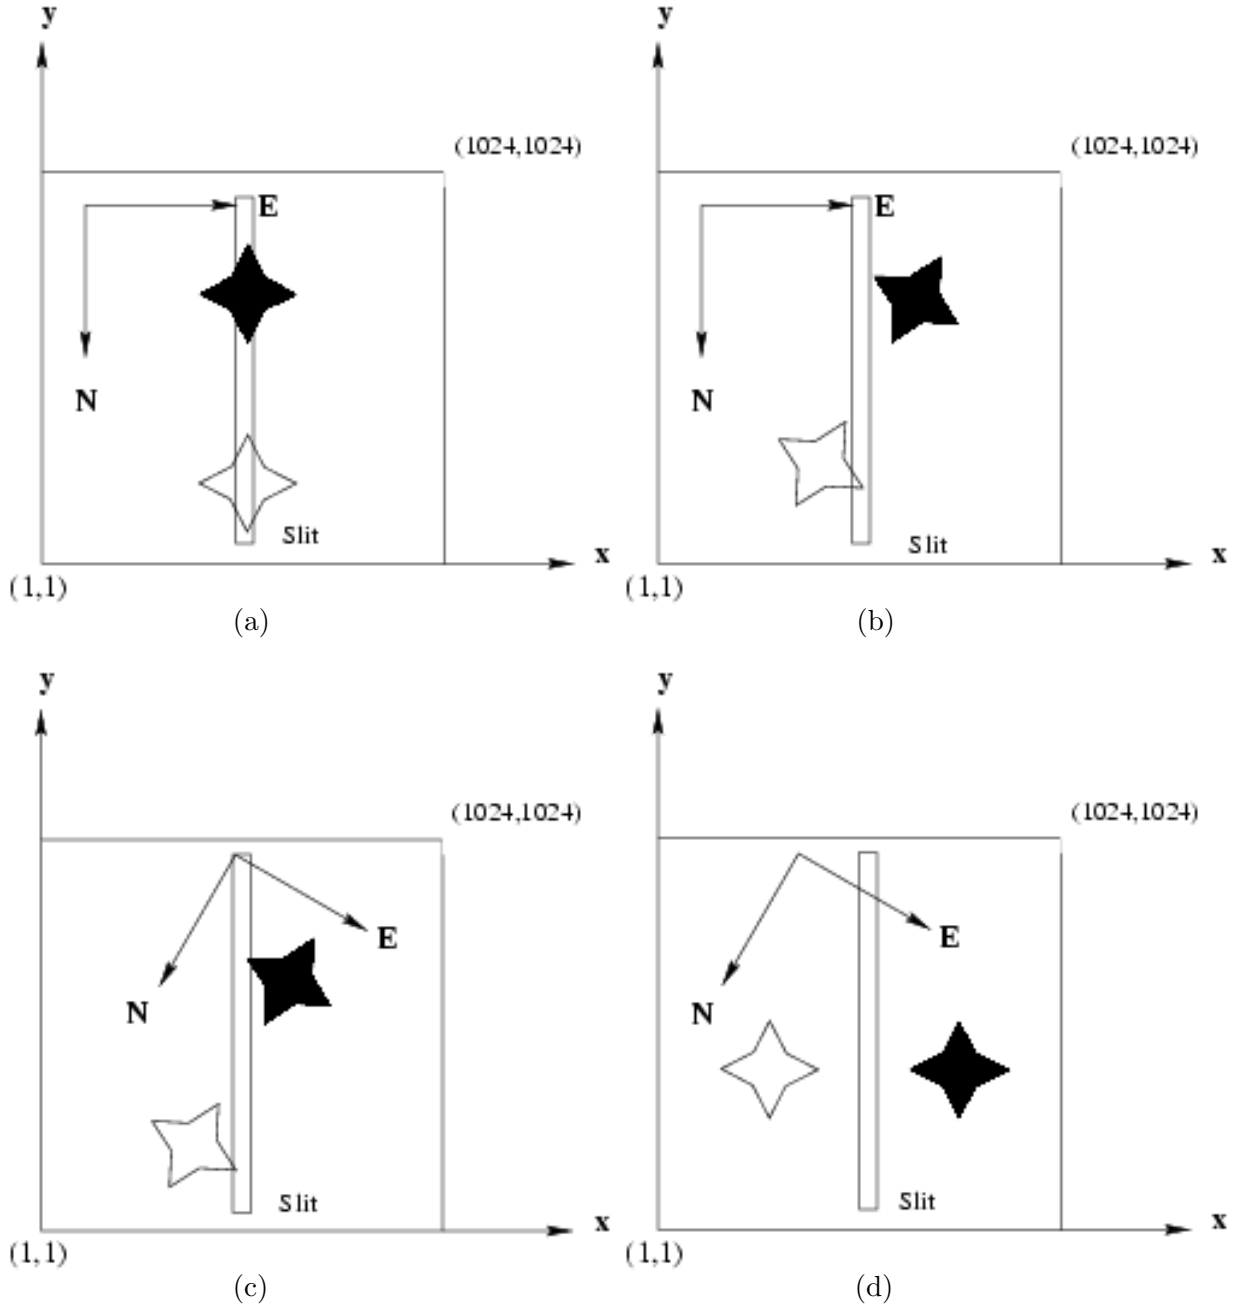 y
(1024,1024)
E
N
Slit
x
(1,1)
(a)
y
(1024,1024)
E
N
Slit
x
(1,1)
(b)
y
(1024,1024)
E
N
Slit
x
(1,1)
(c)
y
(1024,1024)
E
N
Slit
x
(1,1)
(d)